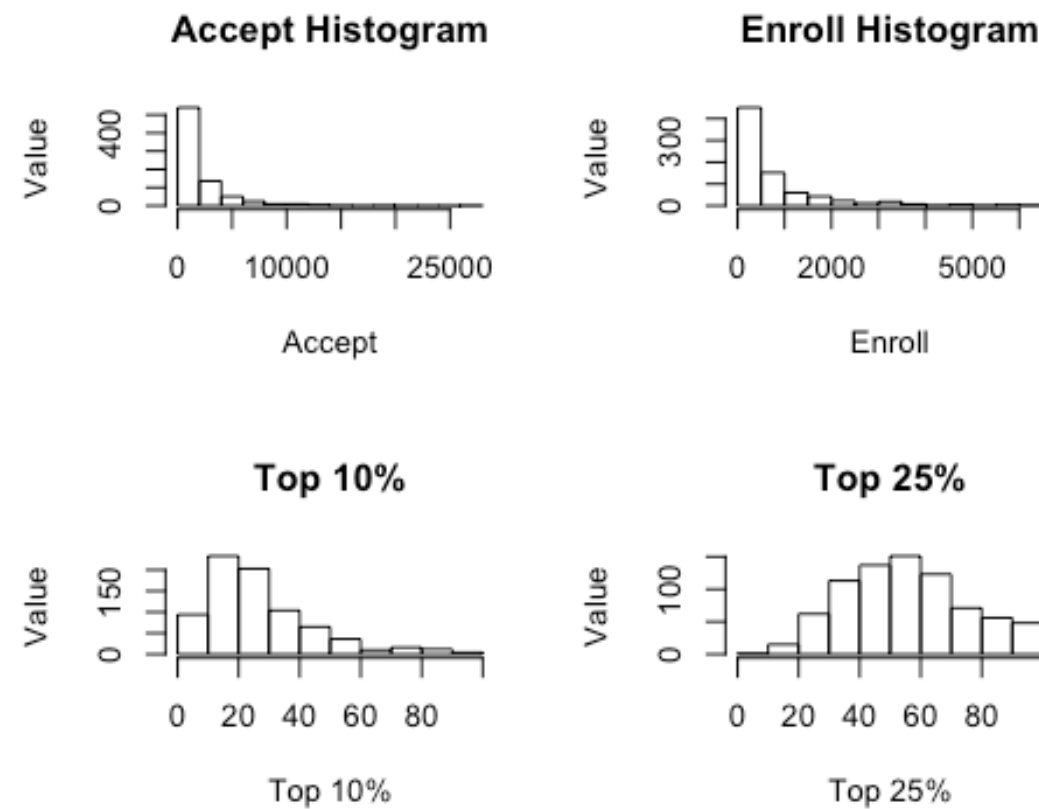 Accept Histogram
Value
400
0
0 10000 25000
Accept
Enroll Histogram
Value
300
0
0 2000 5000
Enroll
Top 10%
Value
150
0
0 20 40 60 80
Top 10%
Top 25%
Value
100
0
0 20 40 60 80
Top 25%